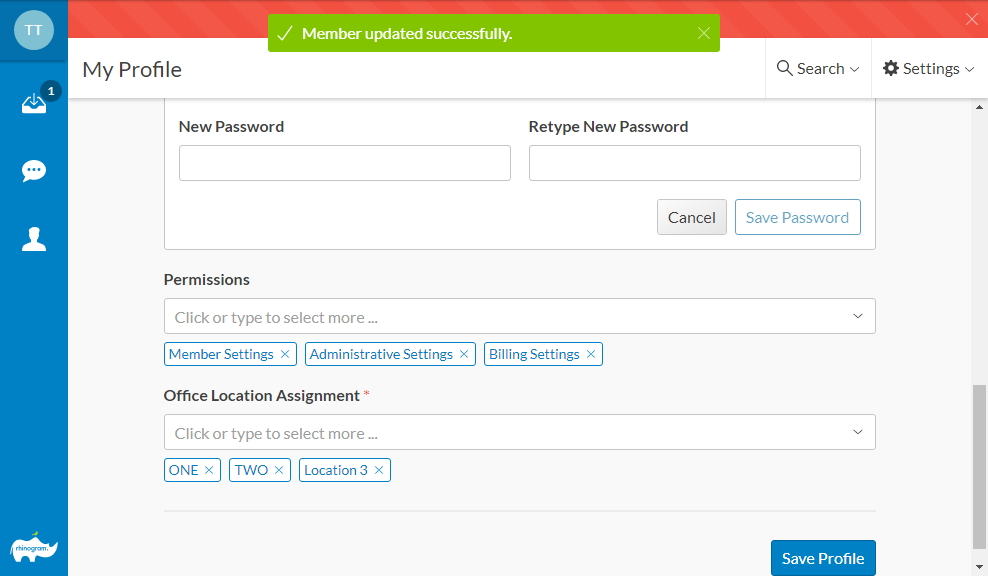 TT
Member updated successfully.
My Profile
Search
Settings
1
New Password
Retype New Password
Cancel
Save Password
Permissions
Click or type to select more ...
Member Settings
Administrative Settings
Billing Settings
Office Location Assignment *
Click or type to select more ...
ONE
TWO
Location 3
rhinogram.
Save Profile